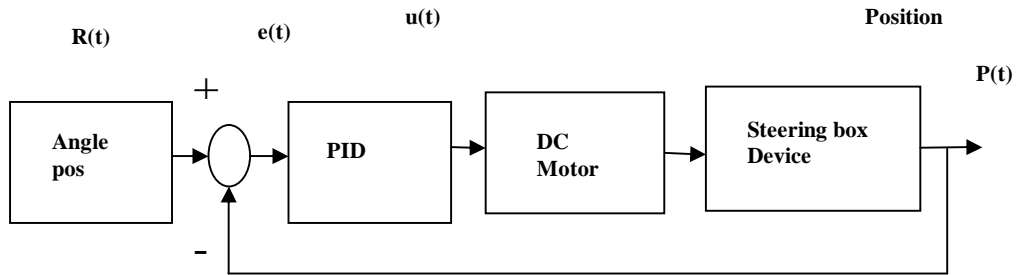 u(t)
Position
R(t)
e(t)
P(t)
+
Angle
pos
PID
DC
Motor
Steering box
Device
-